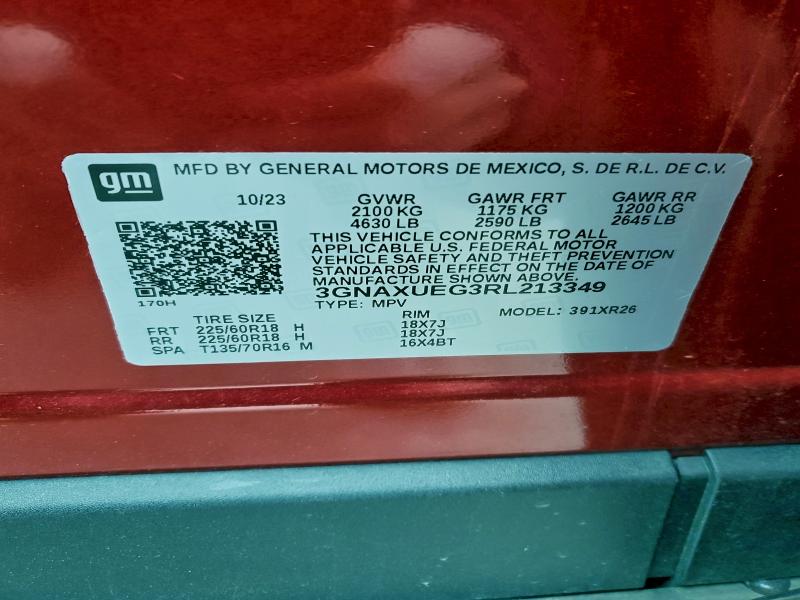 gm MFD BY GENERAL MOTORS DE MEXICO, S. DE R.L. DE C.V.
10/23 GVWR GAWR FRT GAWR RR
2100 KG 1175 KG 1200 KG
4630 LB 2590 LB 2645 LB
THIS VEHICLE CONFORMS TO ALL
APPLICABLE U.S. FEDERAL MOTOR
VEHICLE SAFETY AND THEFT PREVENTION
STANDARDS IN EFFECT ON THE DATE OF
MANUFACTURE SHOWN ABOVE.
170H 3GNAXUEG3RL213349
TYPE: MPV
TIRE SIZE RIM MODEL: 391XR26
FRT 225/60R18 H 18X7J
RR 225/60R18 H 18X7J
SPA T135/70R16 M 16X4BT